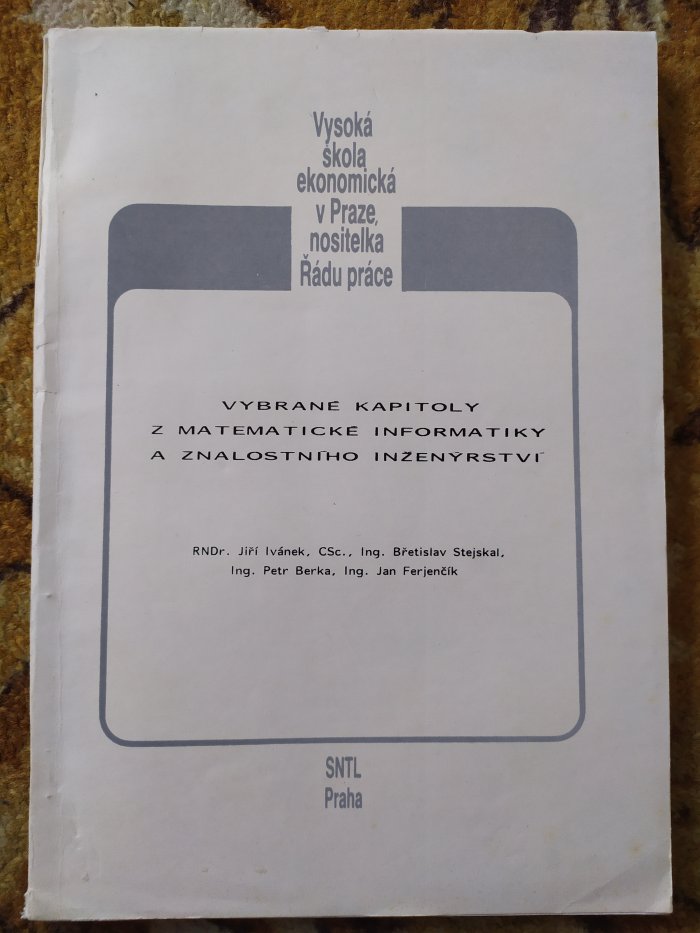 Vysoká
škola
ekonomická
v Praze,
nositelka
Řádu práce
VYBRANÉ KAPITOLY
Z MATEMATICKÉ INFORMATIKY
A ZNALOSTNÍHO INŽENÝRSTVÍ
RNDr. Jiří Ivánek, CSc., Ing. Břetislav Stejskal,
Ing. Petr Berka, Ing. Jan Ferjenčík
SNTL
Praha